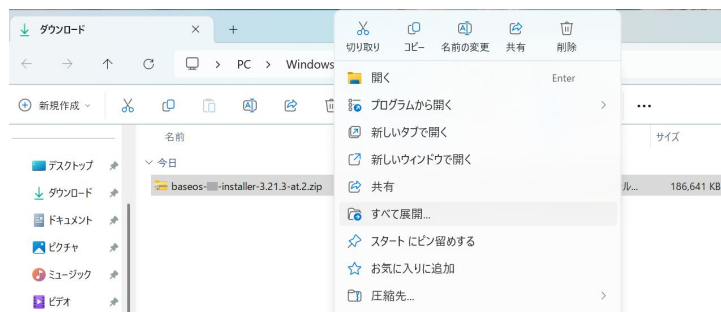 ダウンロード
切り取り コピー 名前の変更 共有 削除
PC > Windows
開く Enter
新規作成
プログラムから開く >
名前 サイズ
新しいタブで開く
今日
新しいウィンドウで開く
デスクトップ
baseos- -installer-3.21.3-at.2.zip
共有
ル... 186,641 KB
ダウンロード
すべて展開...
ドキュメント
スタート にピン留めする
ピクチャ
お気に入りに追加
ミュージック
圧縮先... >
ビデオ